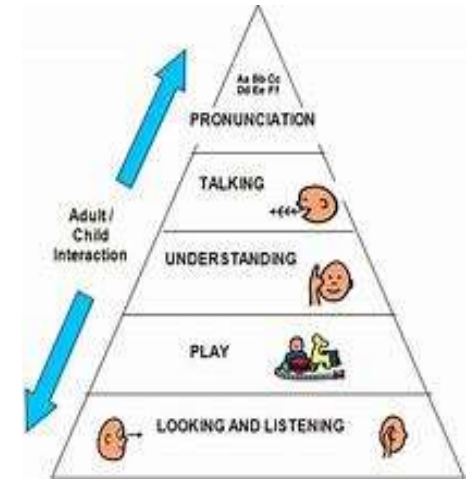 Aa Bb Cc
Dd Ee Ff
PRONUNCIATION
TALKING
Adult /
Child
Interaction
UNDERSTANDING
PLAY
LOOKING AND LISTENING